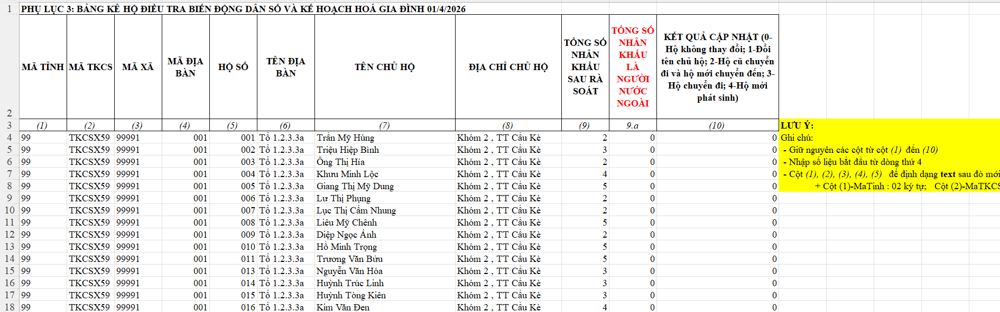 1 PHỤ LỤC 3: BẢNG KÊ HỘ ĐIỀU TRA BIẾN ĐỘNG DÂN SỐ VÀ KẾ HOẠCH HOÁ GIA ĐÌNH 01/4/2026
2 MÃ TỈNH MÃ TKCS MÃ XÃ MÃ ĐỊA BÀN HỘ SỐ TÊN ĐỊA BÀN TÊN CHỦ HỘ ĐỊA CHỈ CHỦ HỘ TỔNG SỐ NHÂN KHẨU SAU RÀ SOÁT TỔNG SỐ NHÂN KHẨU LÀ NGƯỜI NƯỚC NGOÀI KẾT QUẢ CẬP NHẬT (0-Hộ không thay đổi; 1-Đổi tên chủ hộ; 2-Hộ cũ chuyển đi và hộ mới chuyển đến; 3-Hộ chuyển đi; 4-Hộ mới phát sinh)
3 (1) (2) (3) (4) (5) (6) (7) (8) (9) 9.a (10) LƯU Ý:
4 99 TKCSX59 99991 001 001 Tổ 1.2.3.3a Trần Mỹ Húng Khóm 2 , TT Cầu Kè 2 0 0 Ghi chú:
5 99 TKCSX59 99991 001 002 Tổ 1.2.3.3a Triệu Hiệp Bình Khóm 2 , TT Cầu Kè 3 0 0 - Giữ nguyên các cột từ cột (1) đến (10)
6 99 TKCSX59 99991 001 003 Tổ 1.2.3.3a Ông Thị Hía Khóm 2 , TT Cầu Kè 2 0 0 - Nhập số liệu bắt đầu từ dòng thứ 4
7 99 TKCSX59 99991 001 004 Tổ 1.2.3.3a Khưu Minh Lộc Khóm 2 , TT Cầu Kè 4 0 0 - Cột (1), (2), (3), (4), (5) để định dạng text sau đó mới
8 99 TKCSX59 99991 001 005 Tổ 1.2.3.3a Giang Thị Mỹ Dung Khóm 2 , TT Cầu Kè 5 0 0 + Cột (1)-MaTinh : 02 ký tự; Cột (2)-MaTKCS
9 99 TKCSX59 99991 001 006 Tổ 1.2.3.3a Lư Thị Phụng Khóm 2 , TT Cầu Kè 2 0 0
10 99 TKCSX59 99991 001 007 Tổ 1.2.3.3a Lục Thị Cẩm Nhung Khóm 2 , TT Cầu Kè 2 0 0
11 99 TKCSX59 99991 001 008 Tổ 1.2.3.3a Liêu Mỹ Chênh Khóm 2 , TT Cầu Kè 5 0 0
12 99 TKCSX59 99991 001 009 Tổ 1.2.3.3a Diệp Ngọc Ánh Khóm 2 , TT Cầu Kè 2 0 0
13 99 TKCSX59 99991 001 010 Tổ 1.2.3.3a Hồ Minh Trọng Khóm 2 , TT Cầu Kè 5 0 0
14 99 TKCSX59 99991 001 011 Tổ 1.2.3.3a Trương Văn Bửu Khóm 2 , TT Cầu Kè 5 0 0
15 99 TKCSX59 99991 001 013 Tổ 1.2.3.3a Nguyễn Văn Hóa Khóm 2 , TT Cầu Kè 3 0 0
16 99 TKCSX59 99991 001 014 Tổ 1.2.3.3a Huỳnh Trúc Linh Khóm 2 , TT Cầu Kè 3 0 0
17 99 TKCSX59 99991 001 015 Tổ 1.2.3.3a Huỳnh Tòng Kiên Khóm 2 , TT Cầu Kè 3 0 0
18 99 TKCSX59 99991 001 016 Tổ 1.2.3.3a Kim Văn Đen Khóm 2 , TT Cầu Kè 4 0 0